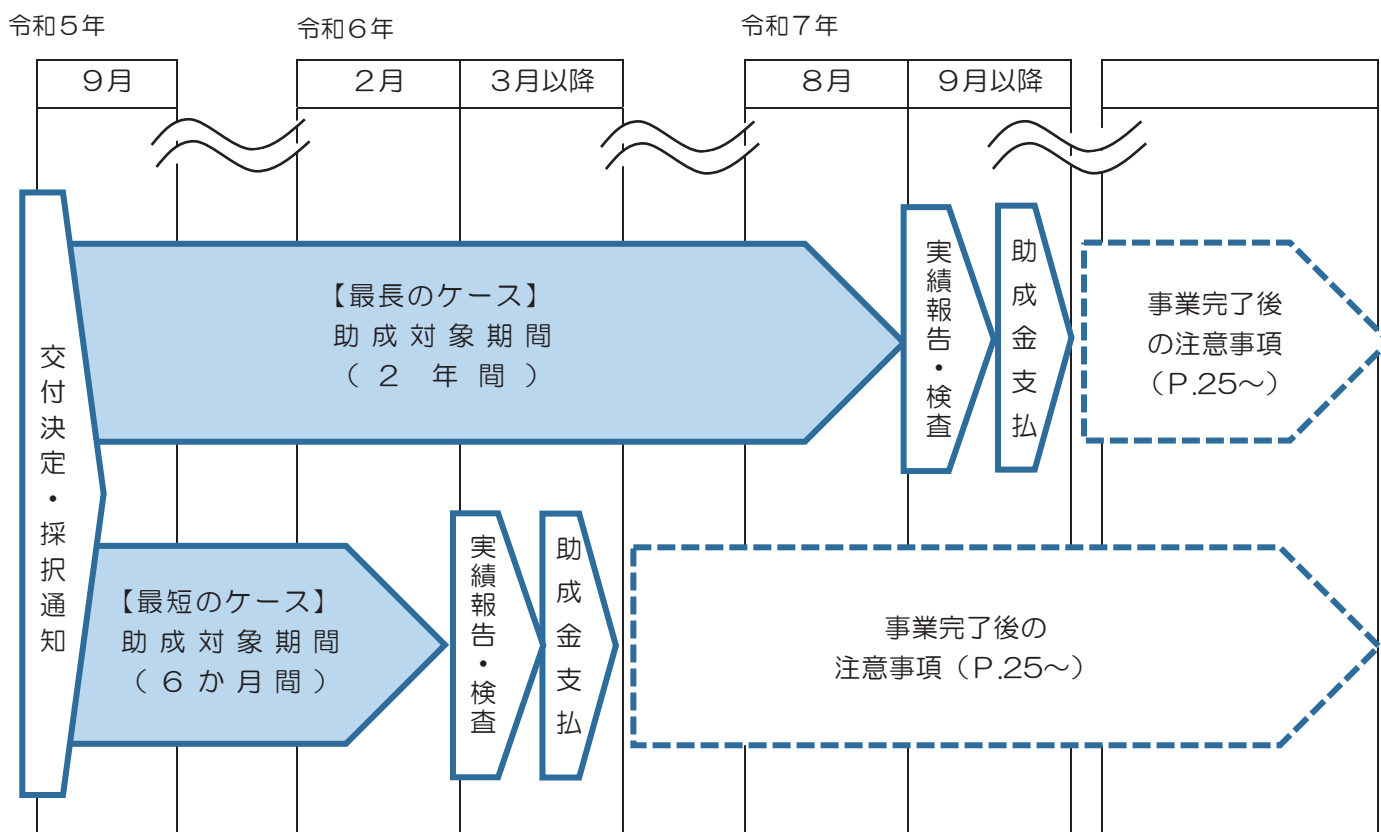 令和５年
令和６年
令和７年
９月
２月
３月以降
８月
９月以降
交付決定・採択通知
【最長のケース】
助成対象期間
（２年間）
実績報告・検査
助成金支払
事業完了後
の注意事項
（P.25～）
【最短のケース】
助成対象期間
（６か月間）
実績報告・検査
助成金支払
事業完了後の
注意事項（P.25～）